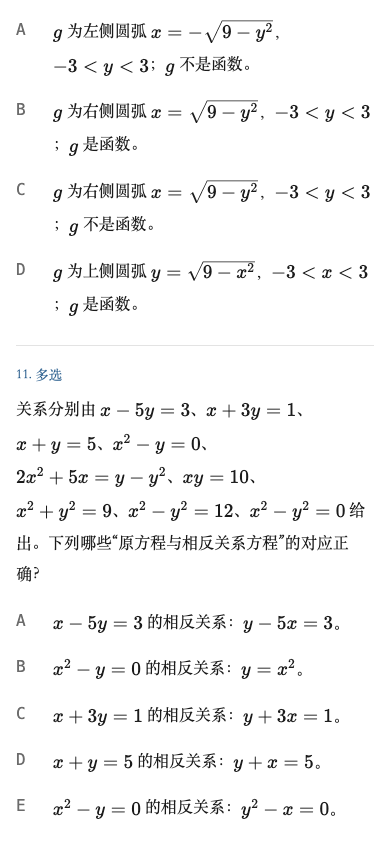 A g 为左侧圆弧 x = −√(9 − y²),
−3 < y < 3; g 不是函数。
B g 为右侧圆弧 x = √(9 − y²), −3 < y < 3
; g 是函数。
C g 为右侧圆弧 x = √(9 − y²), −3 < y < 3
; g 不是函数。
D g 为上侧圆弧 y = √(9 − x²), −3 < x < 3
; g 是函数。
11. 多选
关系分别由 x − 5y = 3、x + 3y = 1、
x + y = 5、x² − y = 0、
2x² + 5x = y − y²、xy = 10、
x² + y² = 9、x² − y² = 12、x² − y² = 0 给
出。下列哪些“原方程与相反关系方程”的对应正
确?
A x − 5y = 3 的相反关系: y − 5x = 3。
B x² − y = 0 的相反关系: y = x²。
C x + 3y = 1 的相反关系: y + 3x = 1。
D x + y = 5 的相反关系: y + x = 5。
E x² − y = 0 的相反关系: y² − x = 0。